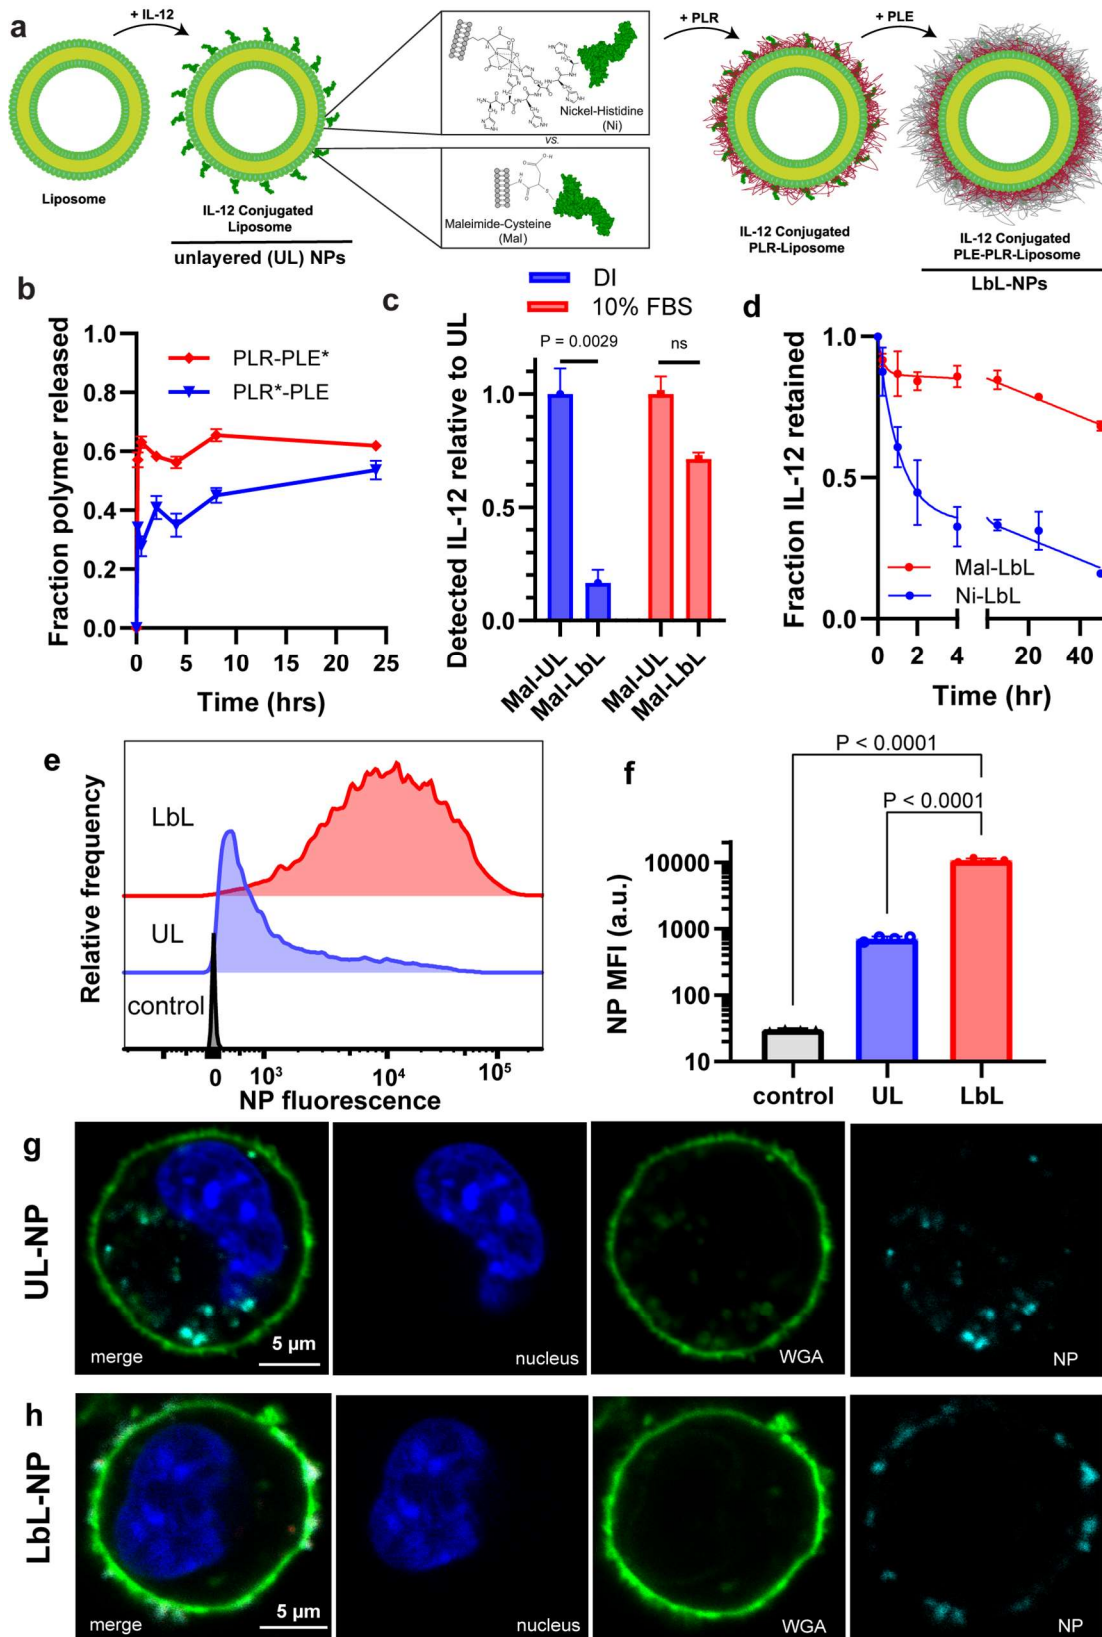 a
+ IL-12
Liposome
IL-12 Conjugated
Liposome
unlayered (UL) NPs
Nickel-Histidine
(Ni)
vs.
Maleimide-Cysteine
(Mal)
+ PLR
IL-12 Conjugated
PLR-Liposome
+ PLE
IL-12 Conjugated
PLE-PLR-Liposome
LbL-NPs
b
Fraction polymer released
1.0
0.8
0.6
0.4
0.2
0.0
PLR-PLE*
PLR*-PLE
0 5 10 15 20 25
Time (hrs)
c
DI
10% FBS
Detected IL-12 relative to UL
P = 0.0029
ns
1.0
0.5
0.0
Mal-UL
Mal-LbL
Mal-UL
Mal-LbL
d
Fraction IL-12 retained
1.0
0.5
0.0
Mal-LbL
Ni-LbL
0 2 4 20 40
Time (hr)
e
Relative frequency
LbL
UL
control
0 10³ 10⁴ 10⁵
NP fluorescence
f
P < 0.0001
P < 0.0001
NP MFI (a.u.)
10000
1000
100
10
control UL LbL
g
UL-NP
merge
5 µm
nucleus
WGA
NP
h
LbL-NP
merge
5 µm
nucleus
WGA
NP